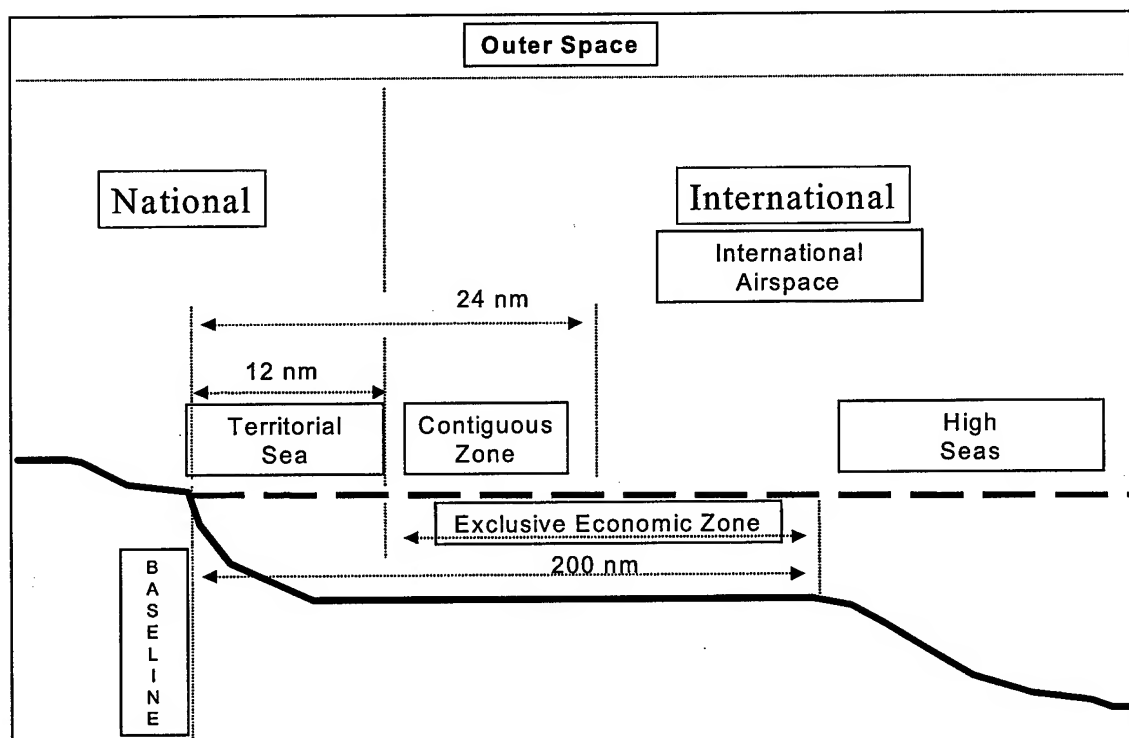 Outer Space
National
International
International
Airspace
24 nm
12 nm
Territorial
Sea
Contiguous
Zone
High
Seas
Exclusive Economic Zone
200 nm
B
A
S
E
L
I
N
E